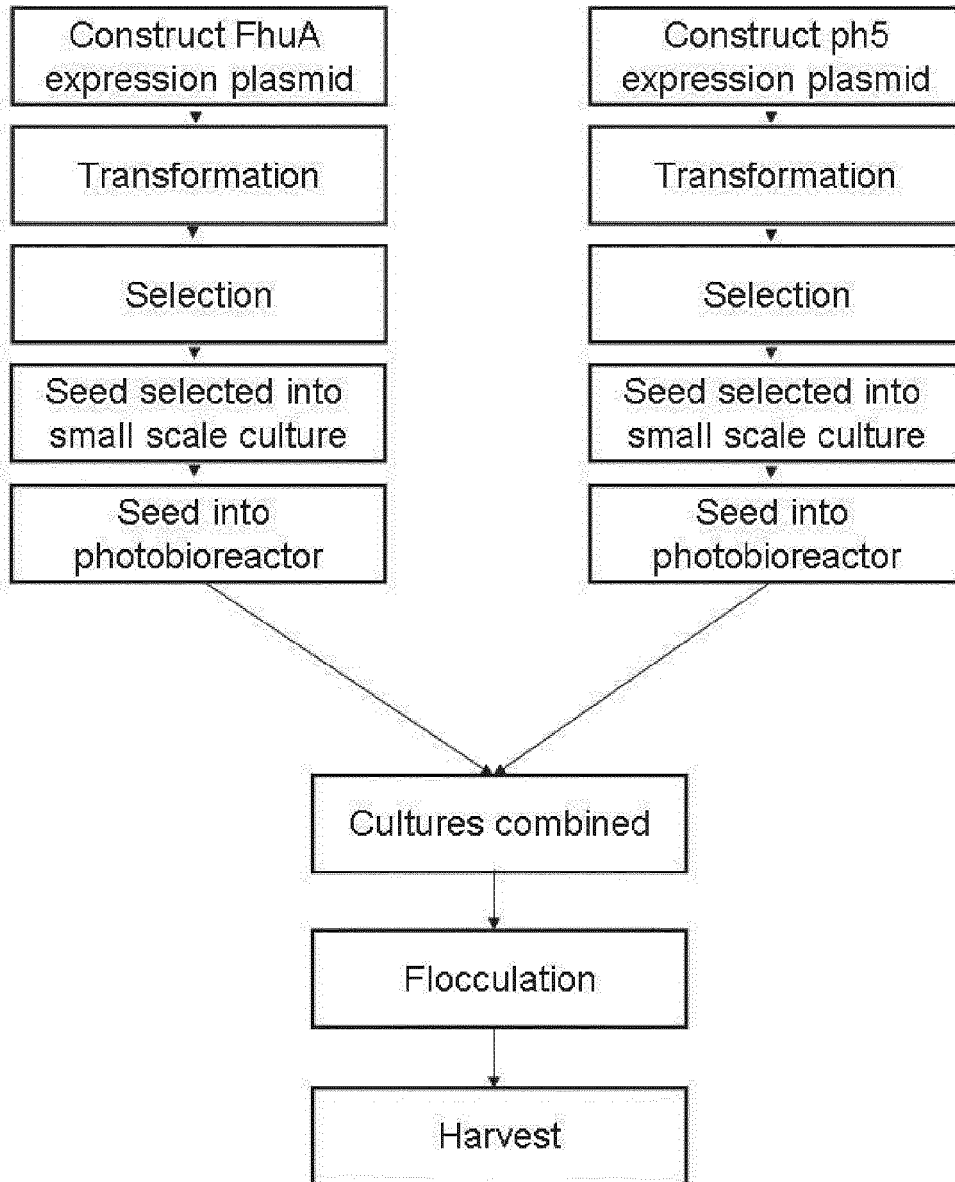 Construct FhuA
expression plasmid
Transformation
Selection
Seed selected into
small scale culture
Seed into
photobioreactor
Construct ph5
expression plasmid
Transformation
Selection
Seed selected into
small scale culture
Seed into
photobioreactor
Cultures combined
Flocculation
Harvest